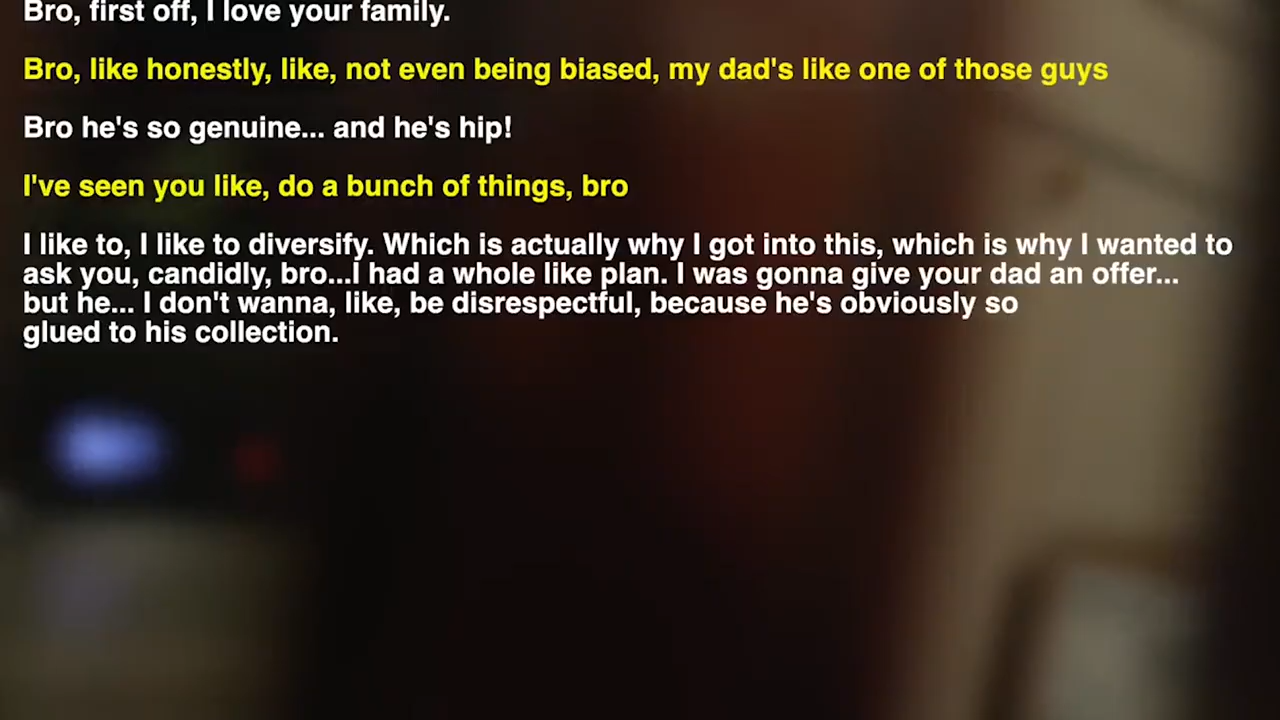 Bro, first off, I love your family.
Bro, like honestly, like, not even being biased, my dad's like one of those guys
Bro he's so genuine... and he's hip!
I've seen you like, do a bunch of things, bro
I like to, I like to diversify. Which is actually why I got into this, which is why I wanted to
ask you, candidly, bro...I had a whole like plan. I was gonna give your dad an offer...
but he... I don't wanna, like, be disrespectful, because he's obviously so
glued to his collection.